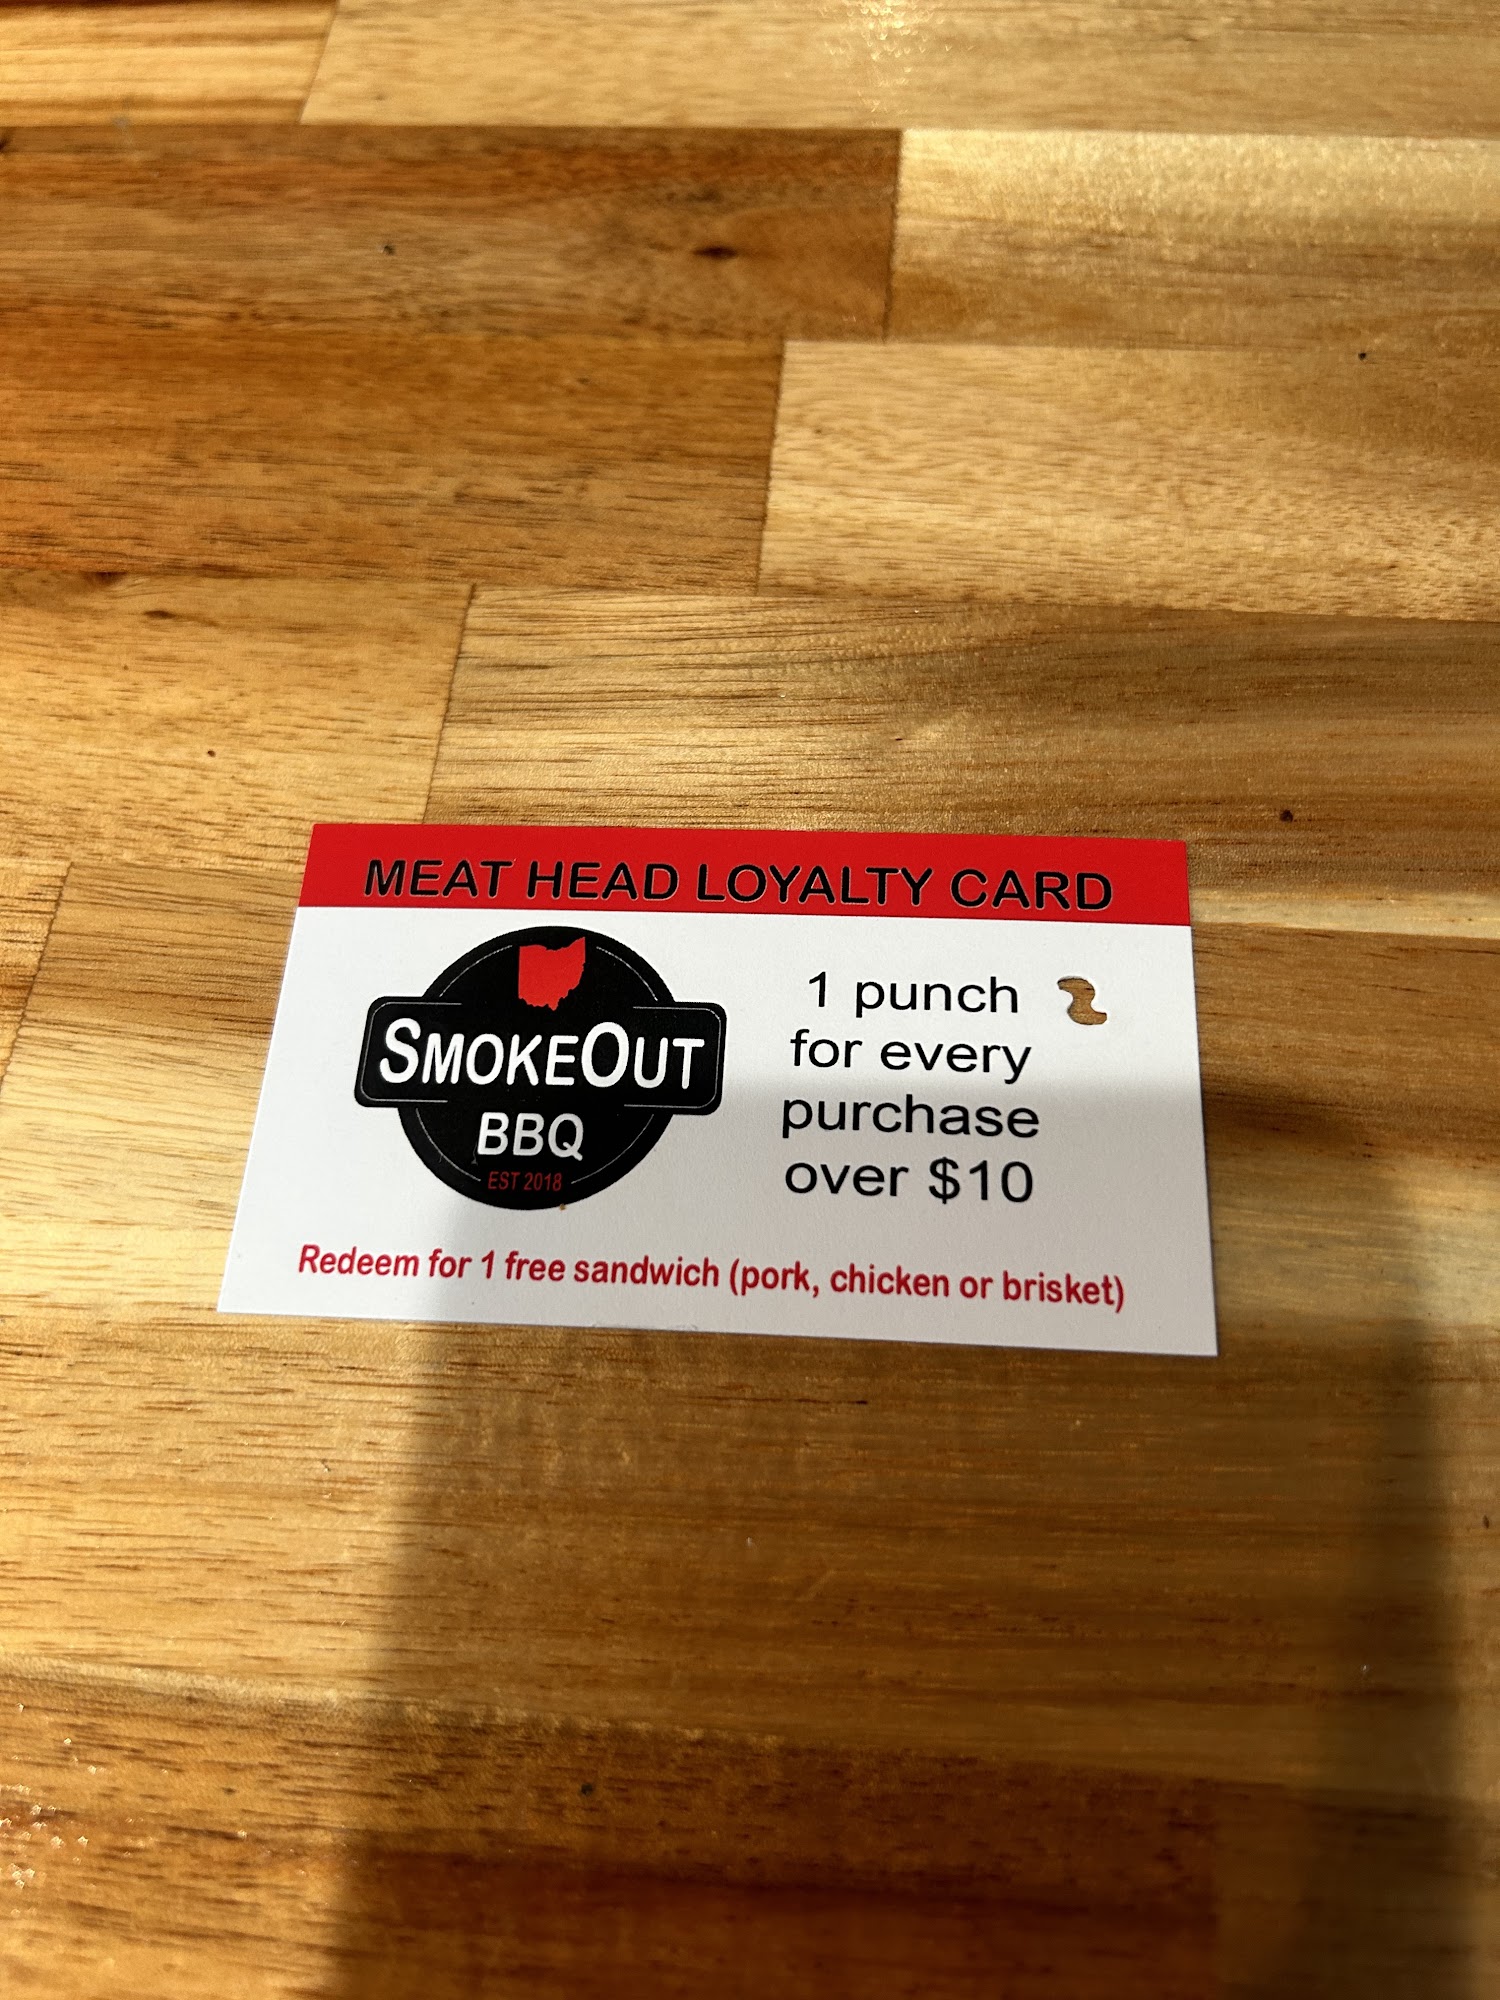 MEAT HEAD LOYALTY CARD
SMOKEOUT
BBQ
EST 2018
1 punch
for every
purchase
over $10
Redeem for 1 free sandwich (pork, chicken or brisket)